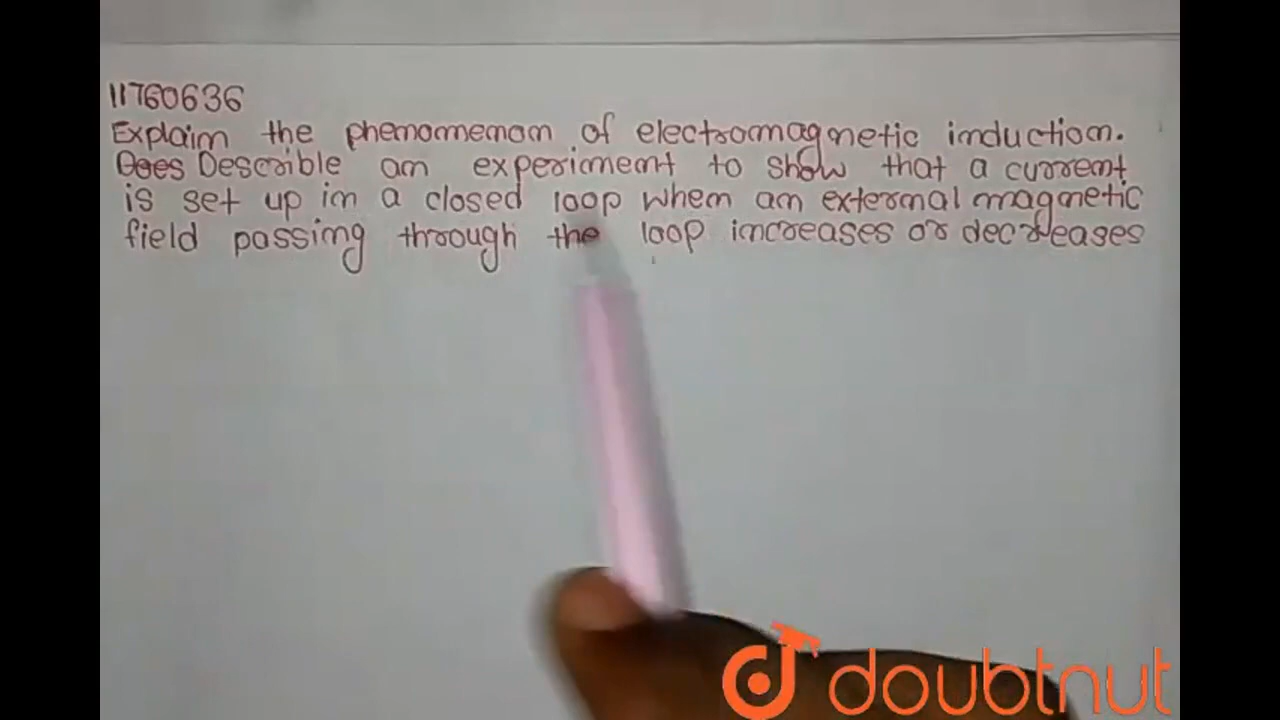 11760636
Explain the phenomenon of electromagnetic induction.
Does Describle an experiment to show that a current
is set up in a closed loop when an external magnetic
field passing through the loop increases or decreases
doubtnut